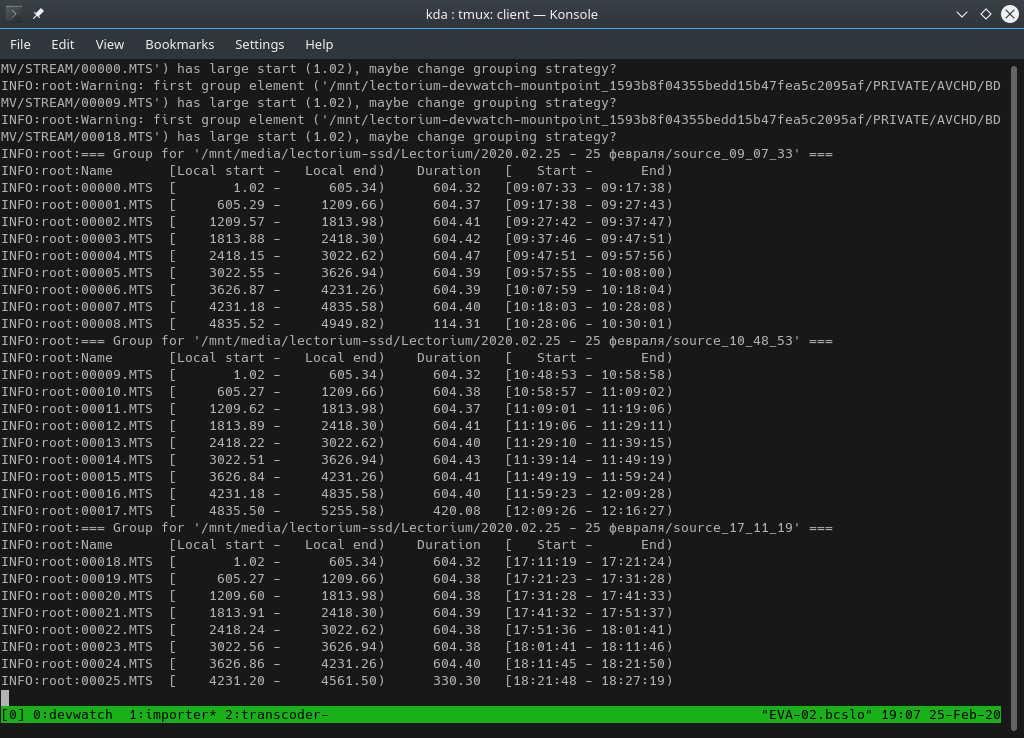 kda : tmux: client — Konsole
File Edit View Bookmarks Settings Help
MV/STREAM/00000.MTS') has large start (1.02), maybe change grouping strategy?
INFO:root:Warning: first group element ('/mnt/lectorium-devwatch-mountpoint_1593b8f04355bedd15b47fea5c2095af/PRIVATE/AVCHD/BD
MV/STREAM/00009.MTS') has large start (1.02), maybe change grouping strategy?
INFO:root:Warning: first group element ('/mnt/lectorium-devwatch-mountpoint_1593b8f04355bedd15b47fea5c2095af/PRIVATE/AVCHD/BD
MV/STREAM/00018.MTS') has large start (1.02), maybe change grouping strategy?
INFO:root:=== Group for '/mnt/media/lectorium-ssd/Lectorium/2020.02.25 - 25 февраля/source_09_07_33' ===
INFO:root:Name       [Local start -   Local end)    Duration   [   Start -      End)
INFO:root:00000.MTS  [       1.02 -      605.34)      604.32   [09:07:33 - 09:17:38)
INFO:root:00001.MTS  [     605.29 -     1209.66)      604.37   [09:17:38 - 09:27:43)
INFO:root:00002.MTS  [    1209.57 -     1813.98)      604.41   [09:27:42 - 09:37:47)
INFO:root:00003.MTS  [    1813.88 -     2418.30)      604.42   [09:37:46 - 09:47:51)
INFO:root:00004.MTS  [    2418.15 -     3022.62)      604.47   [09:47:51 - 09:57:56)
INFO:root:00005.MTS  [    3022.55 -     3626.94)      604.39   [09:57:55 - 10:08:00)
INFO:root:00006.MTS  [    3626.87 -     4231.26)      604.39   [10:07:59 - 10:18:04)
INFO:root:00007.MTS  [    4231.18 -     4835.58)      604.40   [10:18:03 - 10:28:08)
INFO:root:00008.MTS  [    4835.52 -     4949.82)      114.31   [10:28:06 - 10:30:01)
INFO:root:=== Group for '/mnt/media/lectorium-ssd/Lectorium/2020.02.25 - 25 февраля/source_10_48_53' ===
INFO:root:Name       [Local start -   Local end)    Duration   [   Start -      End)
INFO:root:00009.MTS  [       1.02 -      605.34)      604.32   [10:48:53 - 10:58:58)
INFO:root:00010.MTS  [     605.27 -     1209.66)      604.38   [10:58:57 - 11:09:02)
INFO:root:00011.MTS  [    1209.62 -     1813.98)      604.37   [11:09:01 - 11:19:06)
INFO:root:00012.MTS  [    1813.89 -     2418.30)      604.41   [11:19:06 - 11:29:11)
INFO:root:00013.MTS  [    2418.22 -     3022.62)      604.40   [11:29:10 - 11:39:15)
INFO:root:00014.MTS  [    3022.51 -     3626.94)      604.43   [11:39:14 - 11:49:19)
INFO:root:00015.MTS  [    3626.84 -     4231.26)      604.41   [11:49:19 - 11:59:24)
INFO:root:00016.MTS  [    4231.18 -     4835.58)      604.40   [11:59:23 - 12:09:28)
INFO:root:00017.MTS  [    4835.50 -     5255.58)      420.08   [12:09:26 - 12:16:27)
INFO:root:=== Group for '/mnt/media/lectorium-ssd/Lectorium/2020.02.25 - 25 февраля/source_17_11_19' ===
INFO:root:Name       [Local start -   Local end)    Duration   [   Start -      End)
INFO:root:00018.MTS  [       1.02 -      605.34)      604.32   [17:11:19 - 17:21:24)
INFO:root:00019.MTS  [     605.27 -     1209.66)      604.38   [17:21:23 - 17:31:28)
INFO:root:00020.MTS  [    1209.60 -     1813.98)      604.38   [17:31:28 - 17:41:33)
INFO:root:00021.MTS  [    1813.91 -     2418.30)      604.39   [17:41:32 - 17:51:37)
INFO:root:00022.MTS  [    2418.24 -     3022.62)      604.38   [17:51:36 - 18:01:41)
INFO:root:00023.MTS  [    3022.56 -     3626.94)      604.38   [18:01:41 - 18:11:46)
INFO:root:00024.MTS  [    3626.86 -     4231.26)      604.40   [18:11:45 - 18:21:50)
INFO:root:00025.MTS  [    4231.20 -     4561.50)      330.30   [18:21:48 - 18:27:19)
[0] 0:devwatch  1:importer* 2:transcoder- "EVA-02.bcslo" 19:07 25-Feb-20